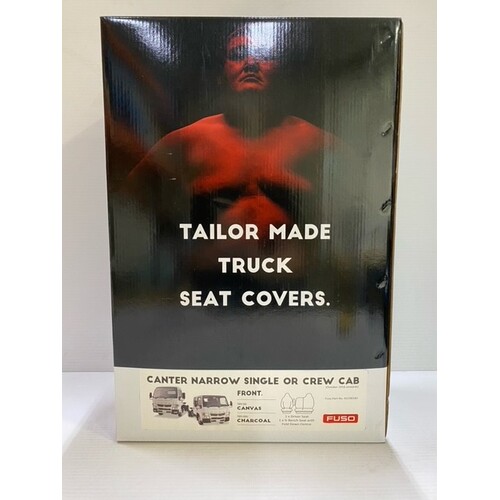 TAILOR MADE
TRUCK
SEAT COVERS.
CANTER NARROW SINGLE OR CREW CAB
FRONT.
CANVAS
CHARCOAL
FUSO